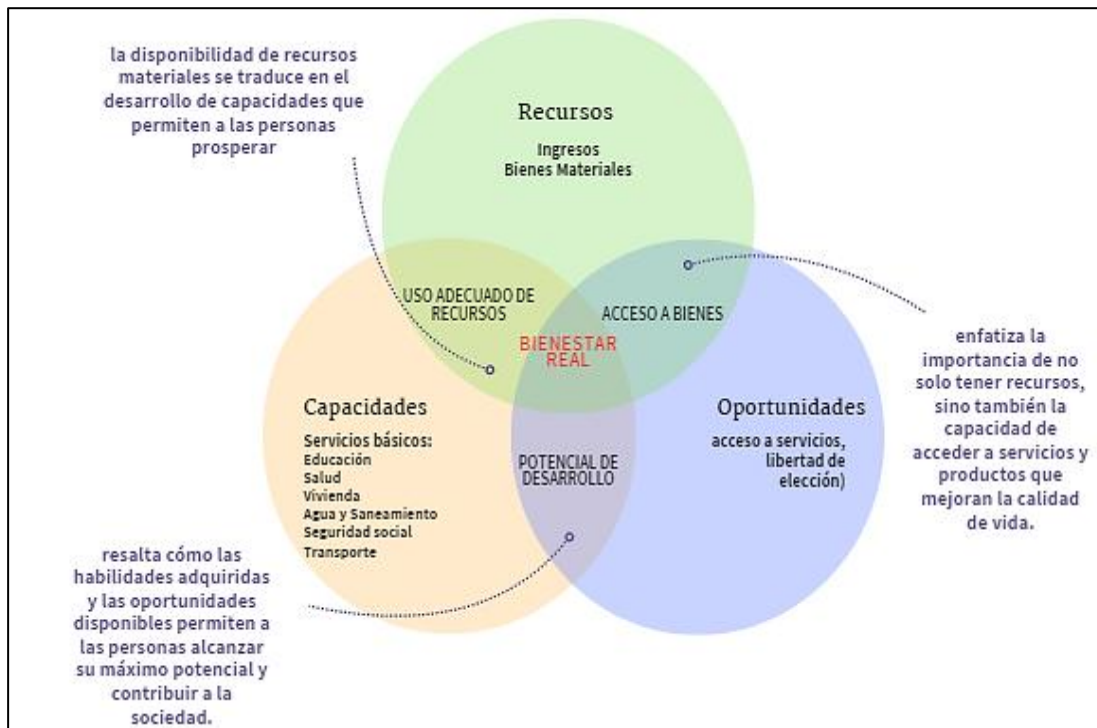 la disponibilidad de recursos
materiales se traduce en el
desarrollo de capacidades que
permiten a las personas
prosperar
Recursos
Ingresos
Bienes Materiales
USO ADECUADO DE
RECURSOS
ACCESO A BIENES
BIENESTAR
REAL
enfatiza la
importancia de no
solo tener recursos,
sino también la
capacidad de
acceder a servicios y
productos que
mejoran la calidad
de vida.
Capacidades
Servicios básicos:
Educación
Salud
Vivienda
Agua y Saneamiento
Seguridad social
Transporte
Oportunidades
acceso a servicios,
libertad de
elección)
POTENCIAL DE
DESARROLLO
resalta cómo las
habilidades adquiridas
y las oportunidades
disponibles permiten a
las personas alcanzar
su máximo potencial y
contribuir a la
sociedad.